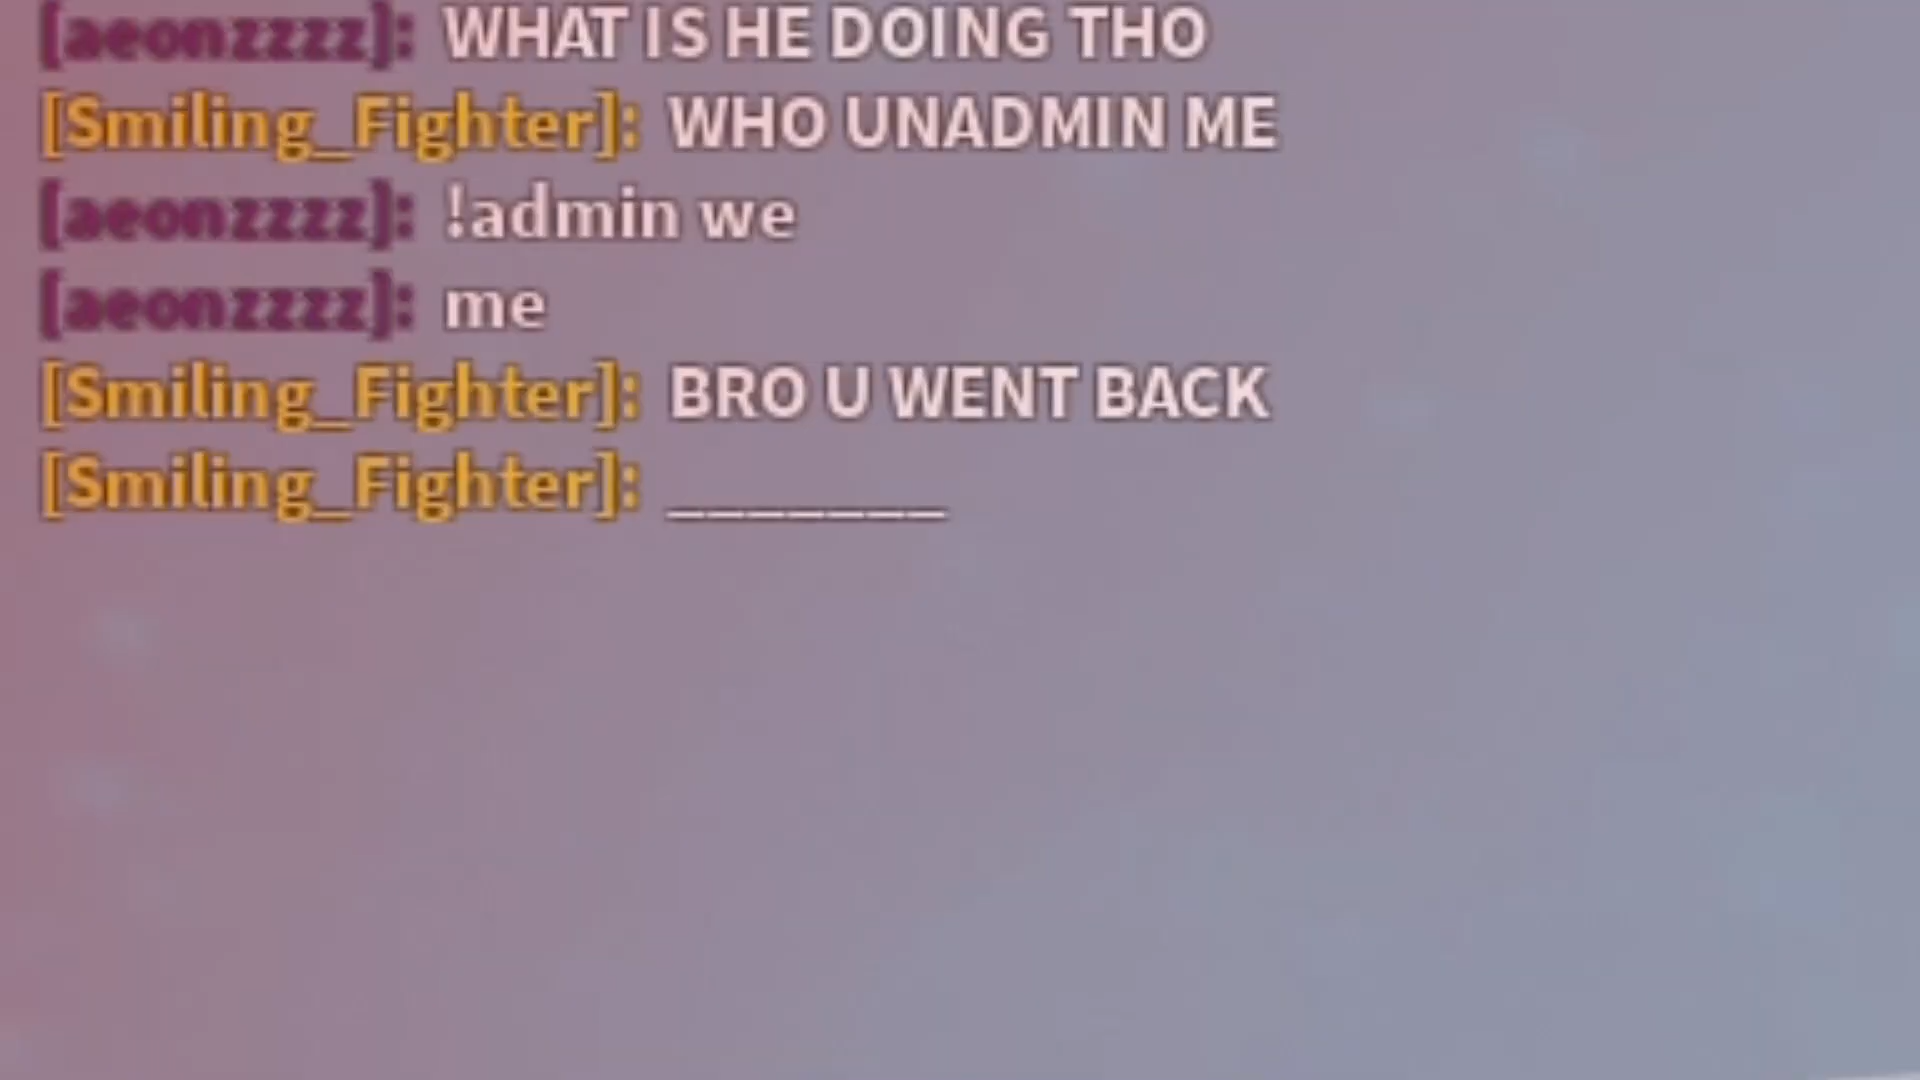 [aeonzzzz]: WHAT IS HE DOING THO
[Smiling_Fighter]: WHO UNADMIN ME
[aeonzzzz]: !admin we
[aeonzzzz]: me
[Smiling_Fighter]: BRO U WENT BACK
[Smiling_Fighter]: _______